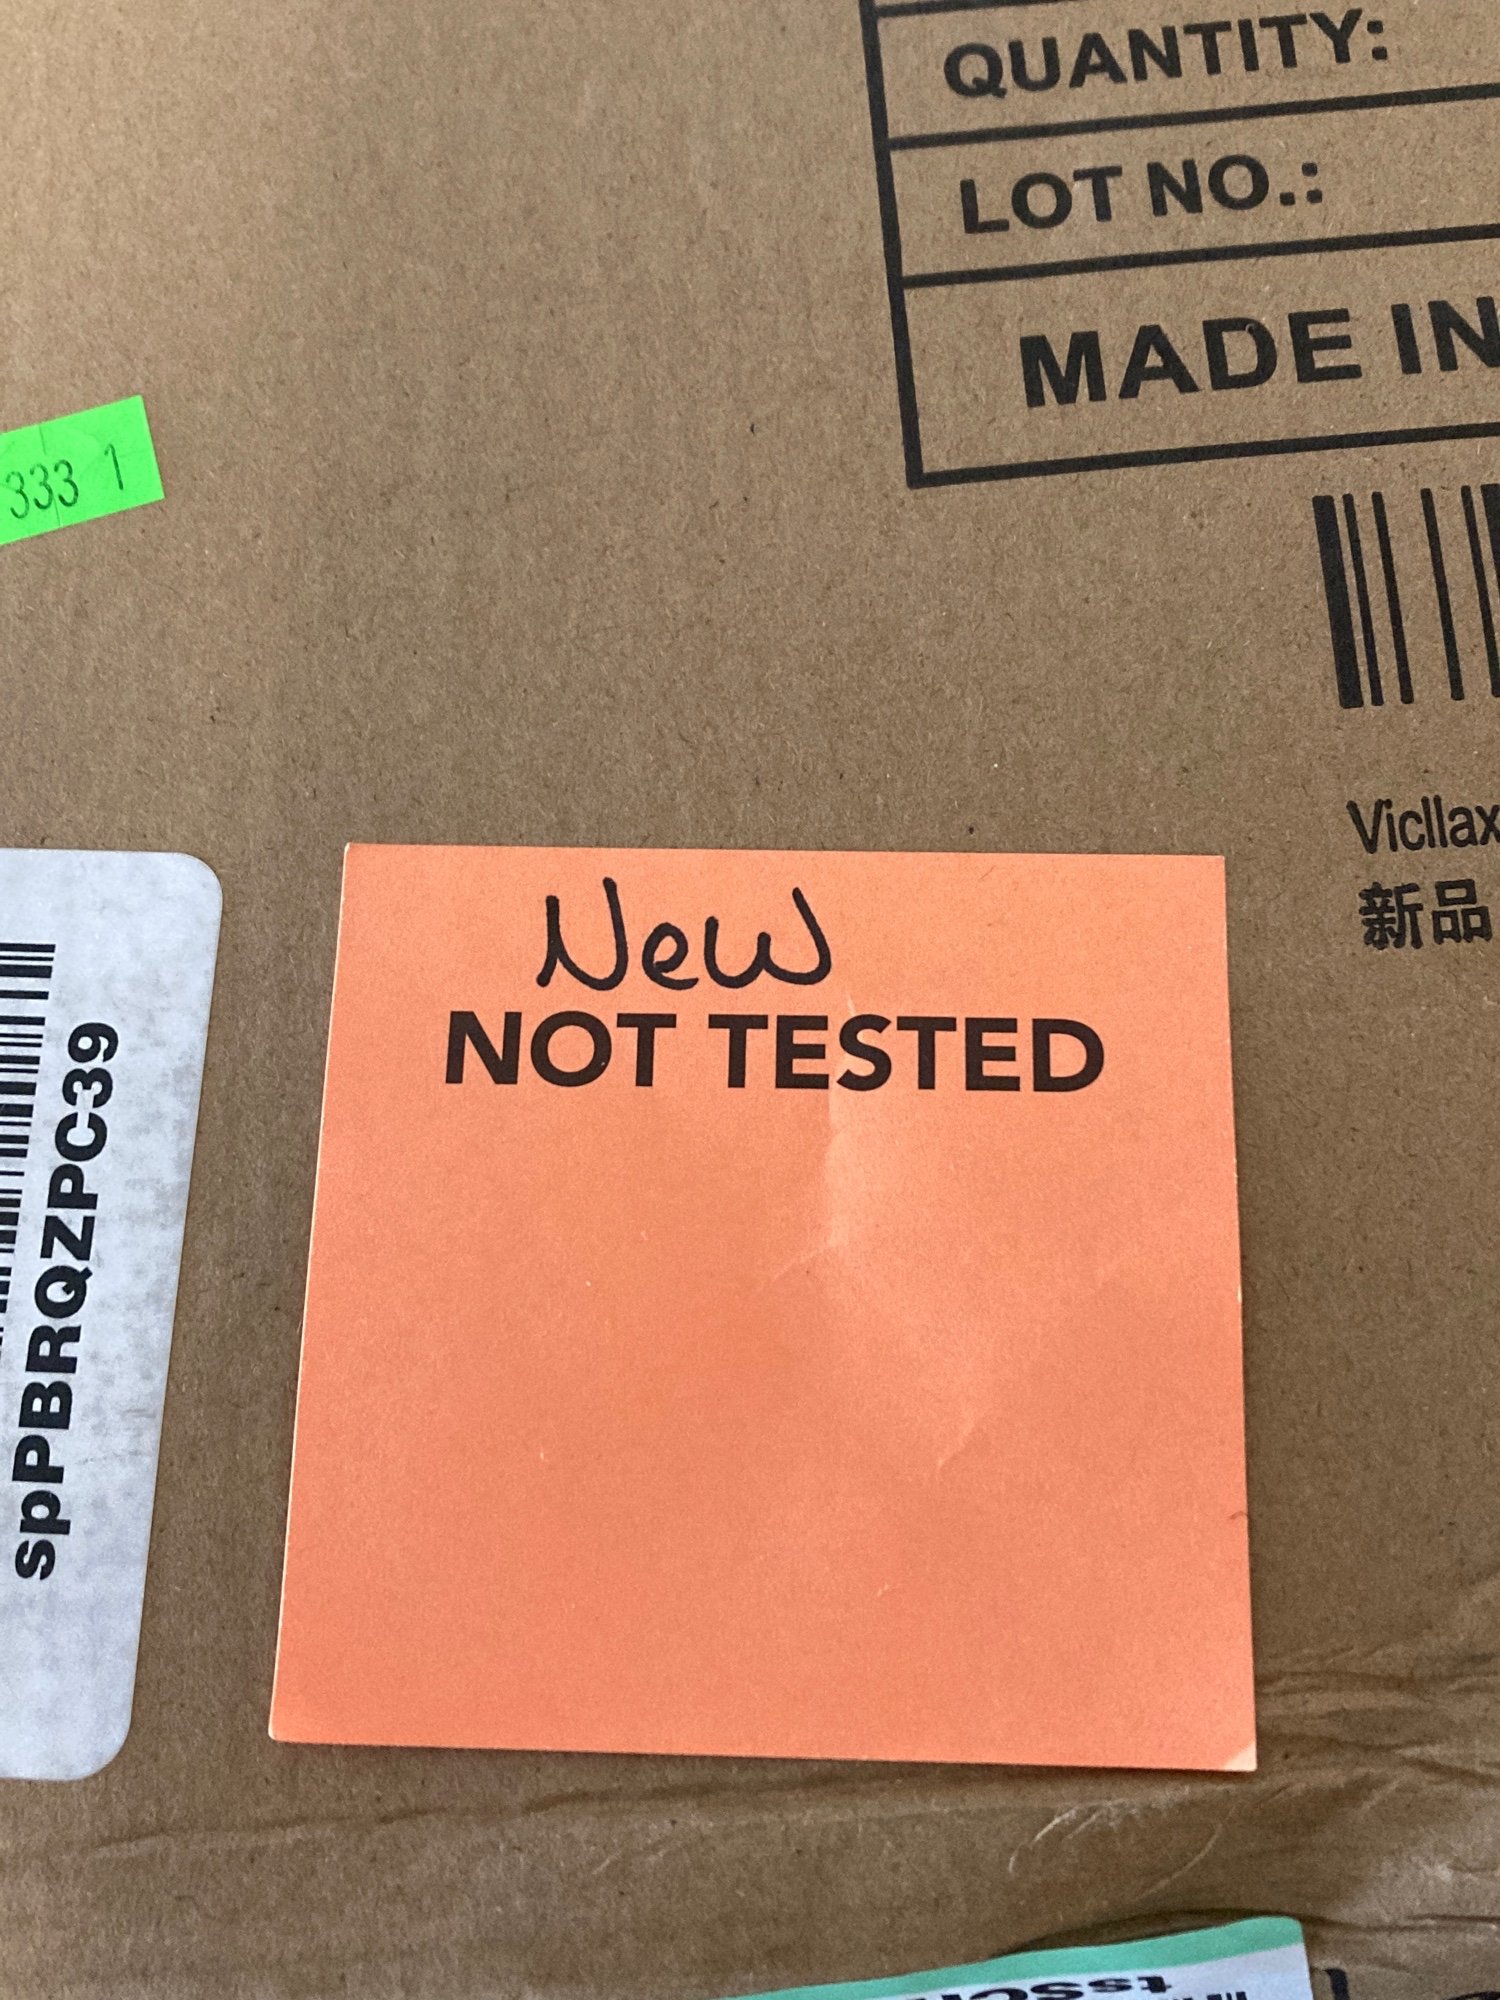 QUANTITY:
LOT NO.:
MADE IN
333 1
Vicllax
新品
New
NOT TESTED
spPBRQZPC39